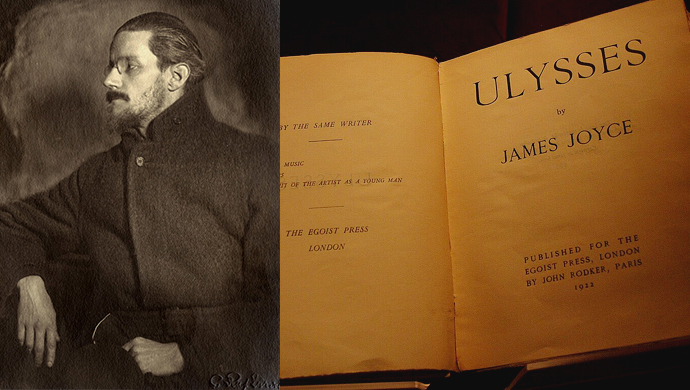 BY THE SAME WRITER
MUSIC
OF THE ARTIST AS A YOUNG MAN
THE EGOIST PRESS
LONDON
ULYSSES
by
JAMES JOYCE
PUBLISHED FOR THE
EGOIST PRESS, LONDON
BY JOHN RODKER, PARIS
1922